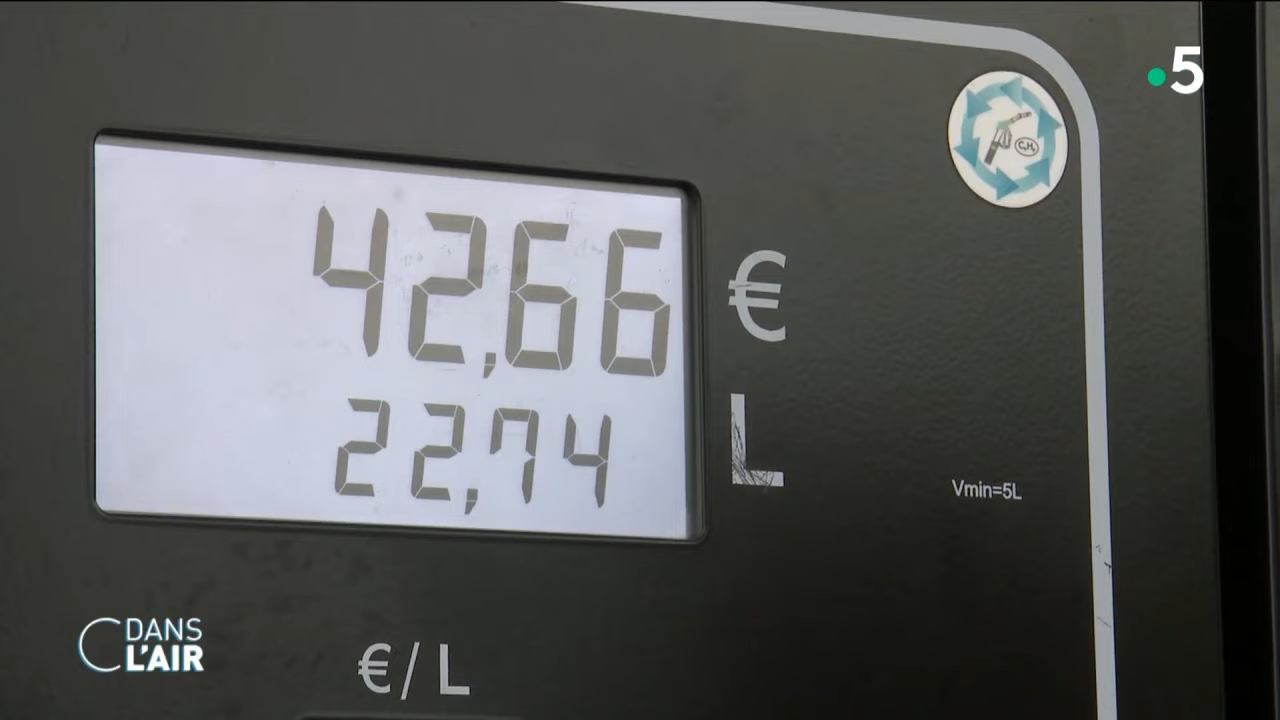 5
42,66 €
22,74 L
Vmin=5L
C DANS
L'AIR
€/L